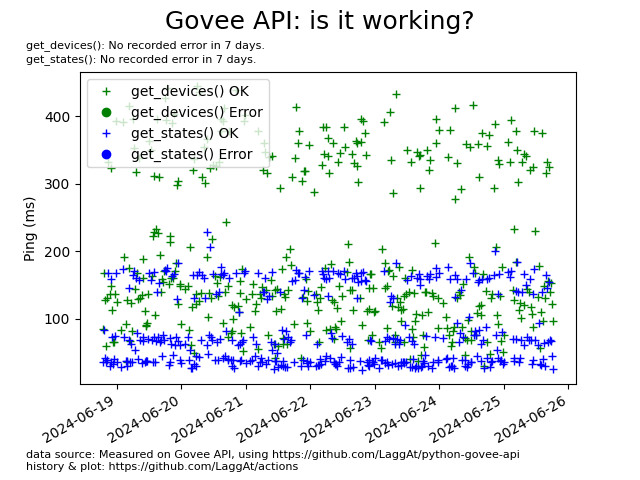 Govee API: is it working?
get_devices(): No recorded error in 7 days.
get_states(): No recorded error in 7 days.
get_devices() OK
get_devices() Error
get_states() OK
get_states() Error
400
300
200
100
Ping (ms)
2024-06-19
2024-06-20
2024-06-21
2024-06-22
2024-06-23
2024-06-24
2024-06-25
2024-06-26
data source: Measured on Govee API, using https://github.com/LaggAt/python-govee-api
history & plot: https://github.com/LaggAt/actions